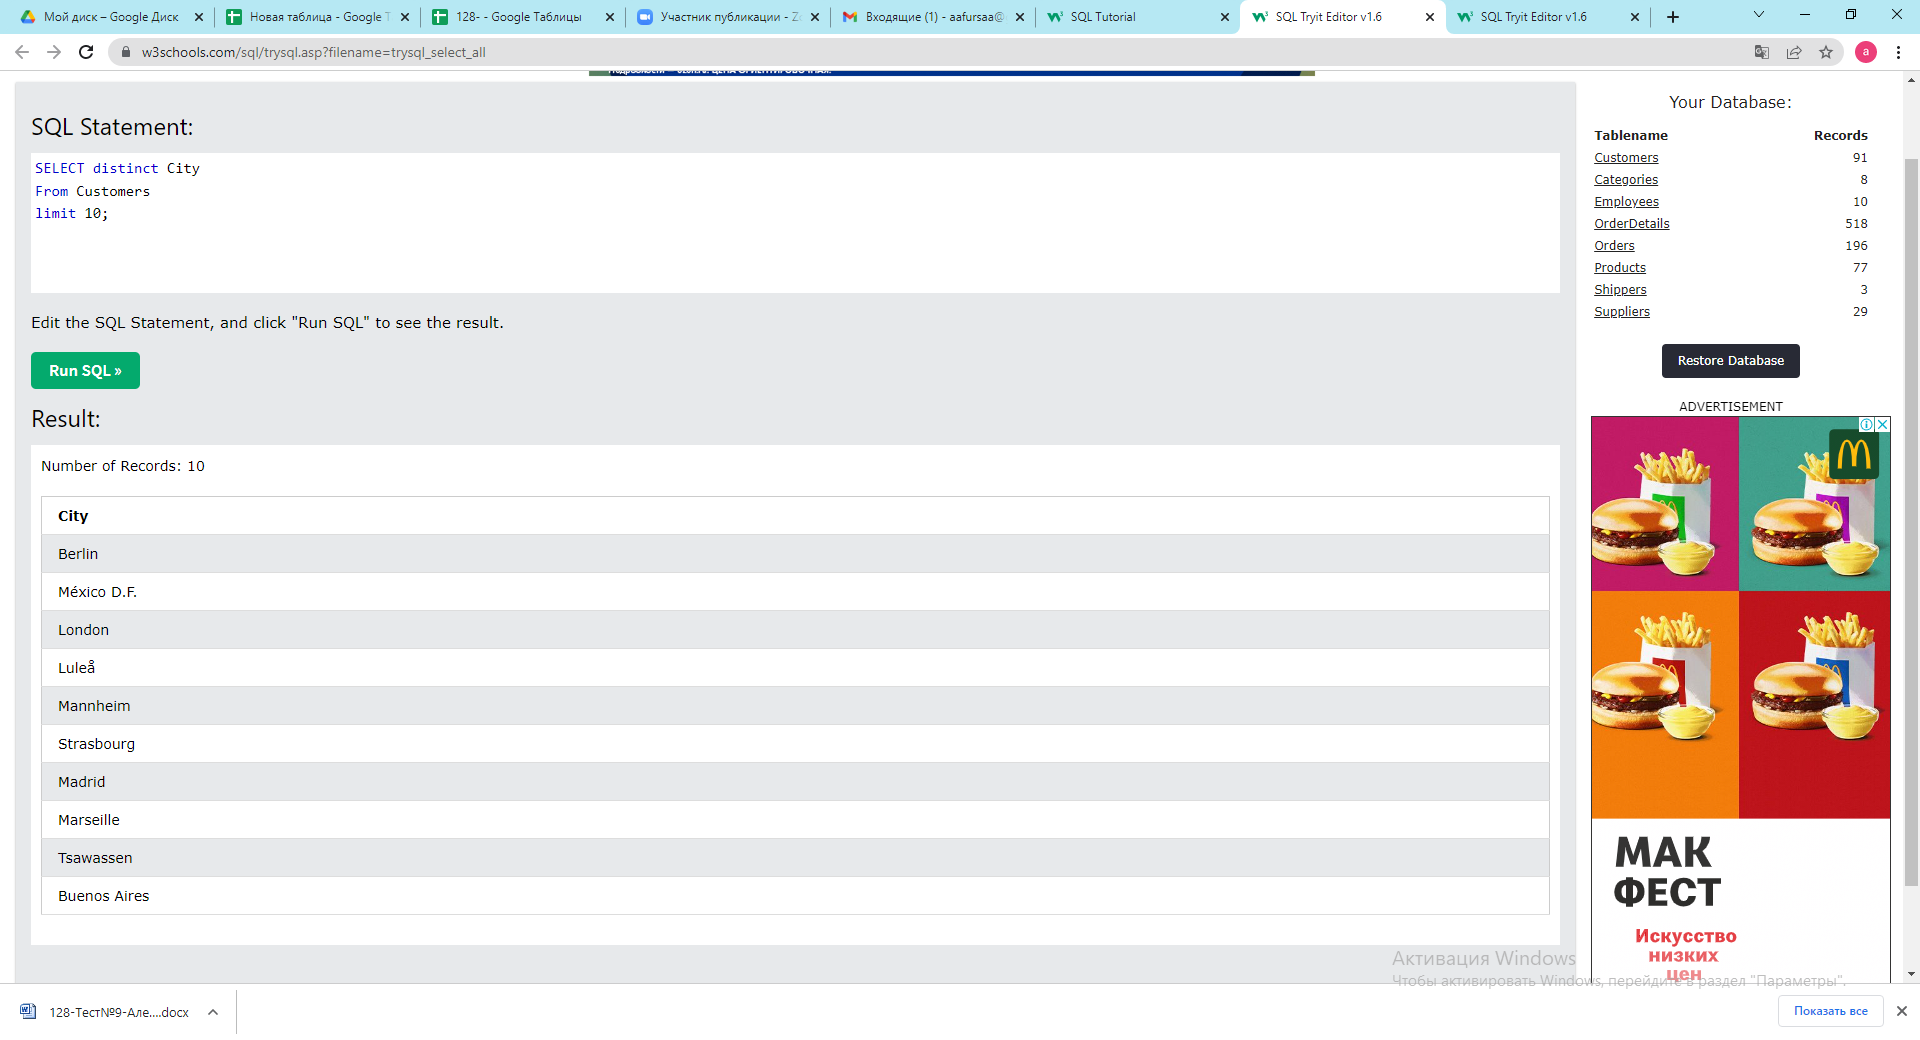 Мой диск – Google Диск
Новая таблица - Google Т
128- - Google Таблицы
Участник публикации - Zo
Входящие (1) - aafursaa@
SQL Tutorial
SQL Tryit Editor v1.6
SQL Tryit Editor v1.6
w3schools.com/sql/trysql.asp?filename=trysql_select_all
a
SQL Statement:
SELECT distinct City
From Customers
limit 10;
Edit the SQL Statement, and click "Run SQL" to see the result.
Run SQL »
Result:
Number of Records: 10
City
Berlin
México D.F.
London
Luleå
Mannheim
Strasbourg
Madrid
Marseille
Tsawassen
Buenos Aires
Your Database:
Tablename Records
Customers 91
Categories 8
Employees 10
OrderDetails 518
Orders 196
Products 77
Shippers 3
Suppliers 29
Restore Database
ADVERTISEMENT
МАК
ФЕСТ
Искусство
низких
цен
Активация Windows
Чтобы активировать Windows, перейдите в раздел "Параметры".
128-Тест№9-Але....docx
Показать все